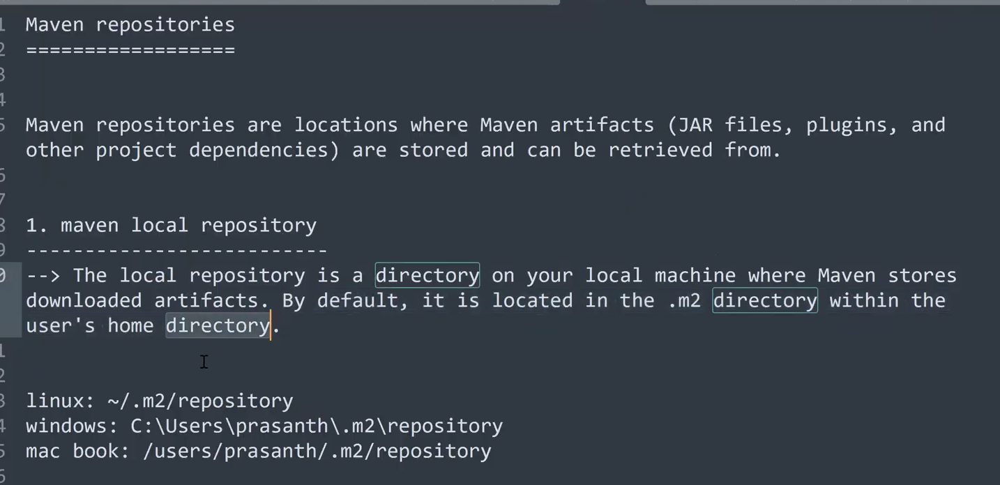 Maven repositories
==================
Maven repositories are locations where Maven artifacts (JAR files, plugins, and
other project dependencies) are stored and can be retrieved from.
1. maven local repository
--------------------------
--> The local repository is a directory on your local machine where Maven stores
downloaded artifacts. By default, it is located in the .m2 directory within the
user's home directory.
linux: ~/.m2/repository
windows: C:\Users\prasanth\.m2\repository
mac book: /users/prasanth/.m2/repository